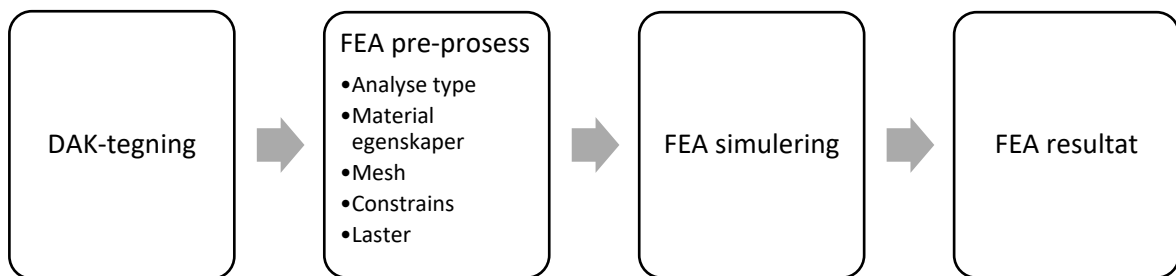 DAK-tegning
FEA pre-prosess
•Analyse type
•Material
egenskaper
•Mesh
•Constrains
•Laster
FEA simulering
FEA resultat